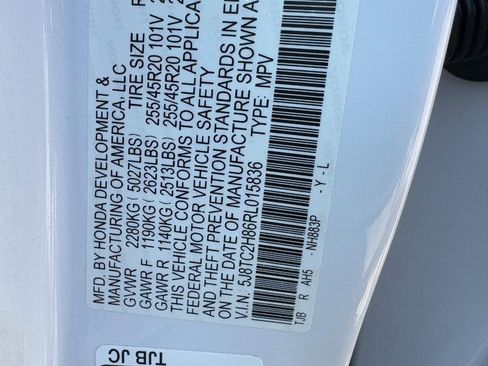 MFD. BY HONDA DEVELOPMENT &
MANUFACTURING OF AMERICA, LLC
TIRE SIZE
GVWR 2280KG (5027LBS)
GAWR F 1190KG (2623LBS) 255/45R20 101V
GAWR R 1140KG (2513LBS) 255/45R20 101V
THIS VEHICLE CONFORMS TO ALL APPLICA
FEDERAL MOTOR VEHICLE SAFETY
AND THEFT PREVENTION STANDARDS IN E
ON THE DATE OF MANUFACTURE SHOWN A
V.I.N: 5J8TC2H86RL015836 TYPE: MPV
TJB R AH5 - NH883P -Y-L
TJB JC